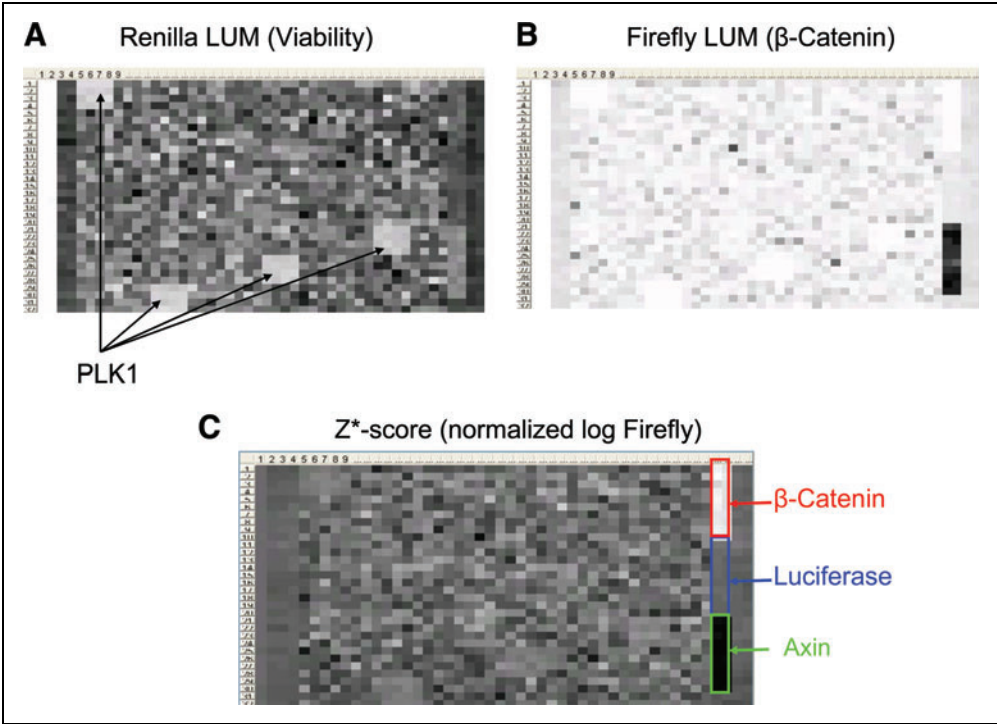 A Renilla LUM (Viability)
1 2 3 4 5 6 7 8 9
PLK1
B Firefly LUM (β-Catenin)
1 2 3 4 5 6 7 8 9
C Z*-score (normalized log Firefly)
1 2 3 4 5 6 7 8 9
β-Catenin
Luciferase
Axin